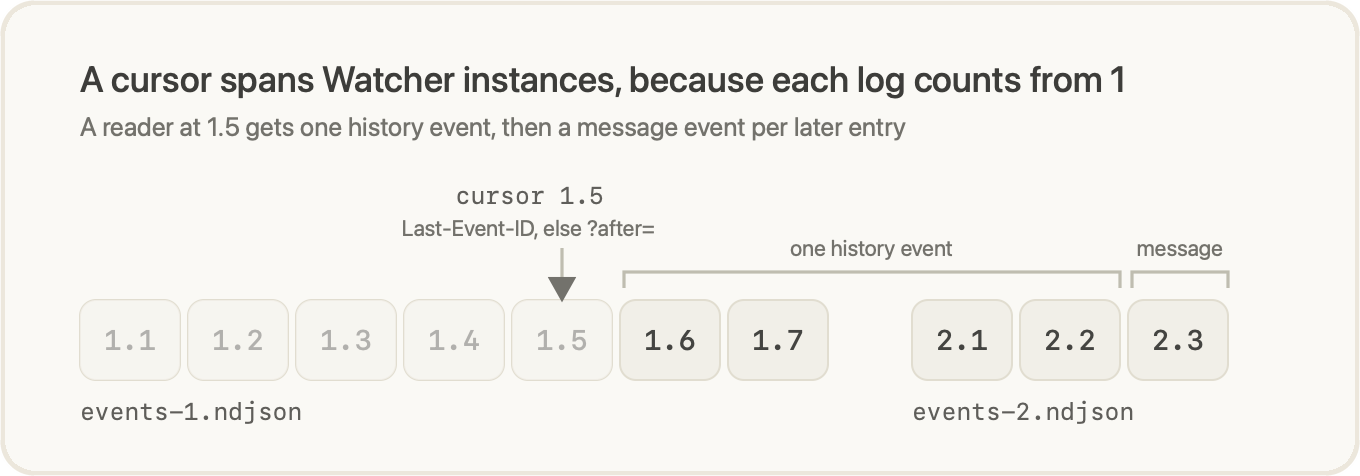 A cursor spans Watcher instances, because each log counts from 1
A reader at 1.5 gets one history event, then a message event per later entry
cursor 1.5
Last-Event-ID, else ?after=
one history event message
1.1 1.2 1.3 1.4 1.5 1.6 1.7 2.1 2.2 2.3
events-1.ndjson events-2.ndjson